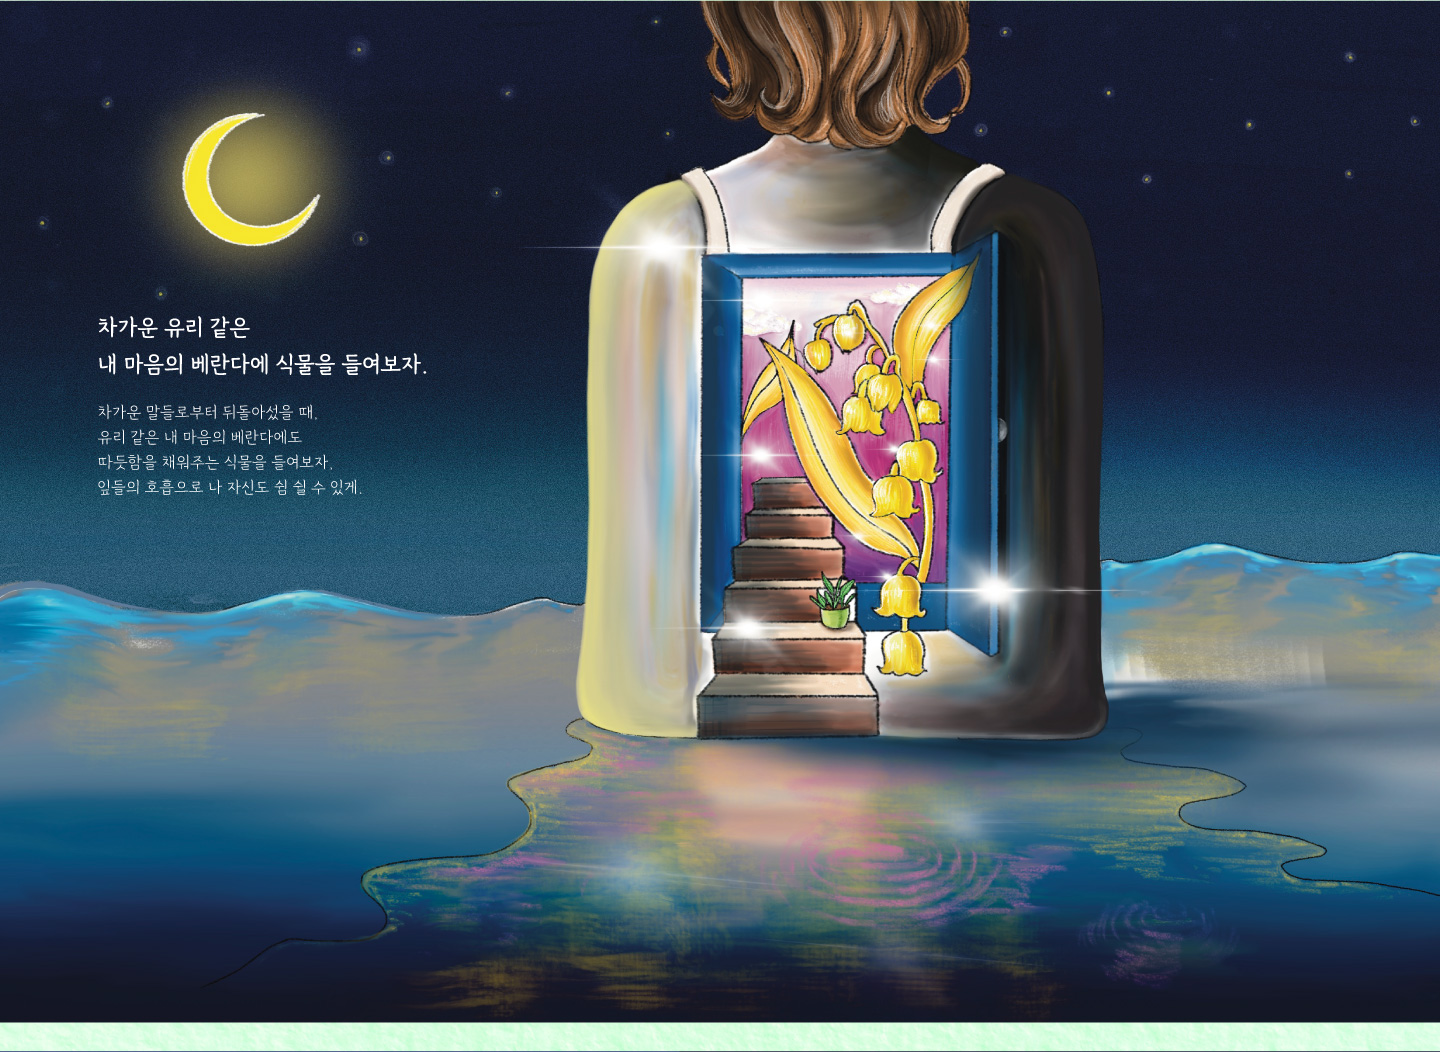 차가운 유리 같은
내 마음의 베란다에 식물을 들여보자.
차가운 말들로부터 뒤돌아섰을 때,
유리 같은 내 마음의 베란다에도
따듯함을 채워주는 식물을 들여보자.
잎들의 호흡으로 나 자신도 쉼 쉴 수 있게.